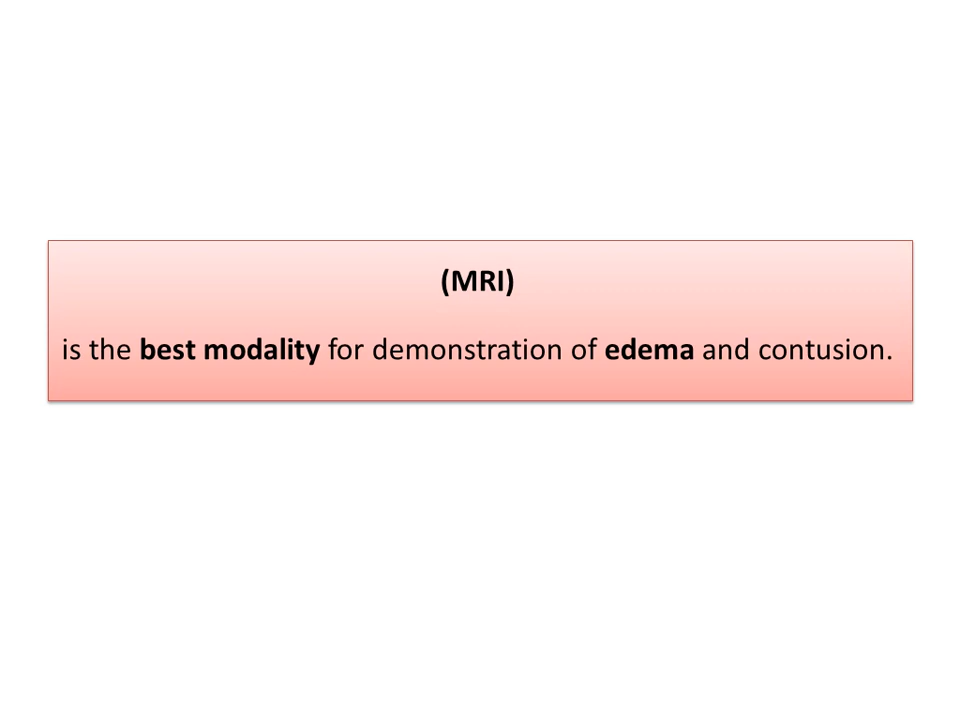 (MRI)
is the best modality for demonstration of edema and contusion.